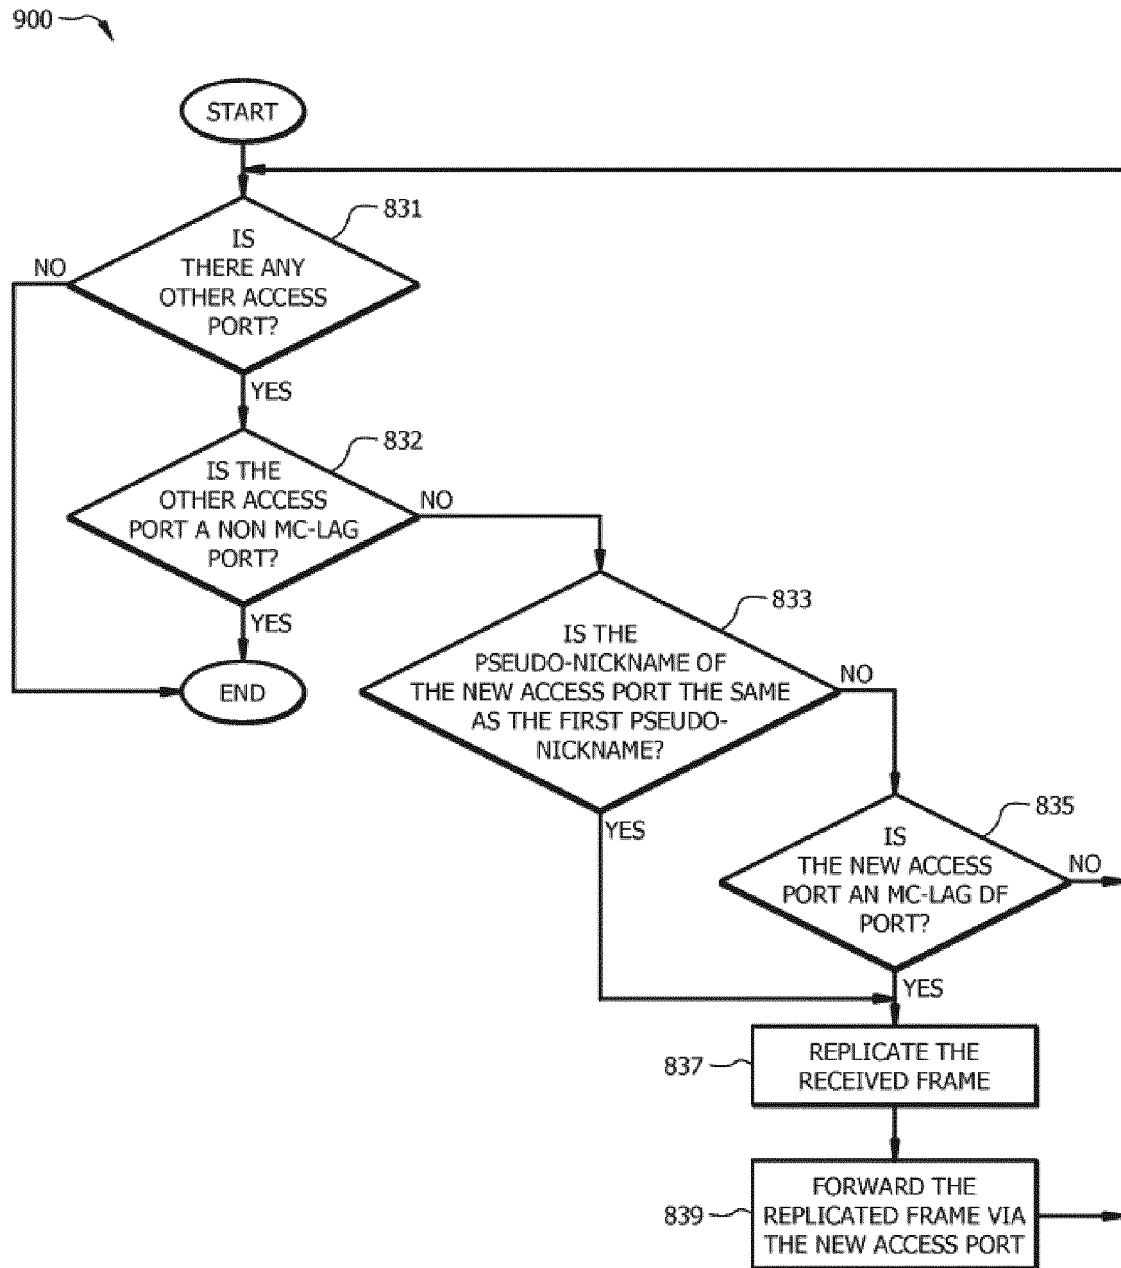 900
START
831
IS
THERE ANY
OTHER ACCESS
PORT?
NO
YES
832
IS THE
OTHER ACCESS
PORT A NON MC-LAG
PORT?
NO
YES
END
833
IS THE
PSEUDO-NICKNAME OF
THE NEW ACCESS PORT THE SAME
AS THE FIRST PSEUDO-
NICKNAME?
NO
YES
835
IS
THE NEW ACCESS
PORT AN MC-LAG DF
PORT?
NO
YES
837
REPLICATE THE
RECEIVED FRAME
839
FORWARD THE
REPLICATED FRAME VIA
THE NEW ACCESS PORT